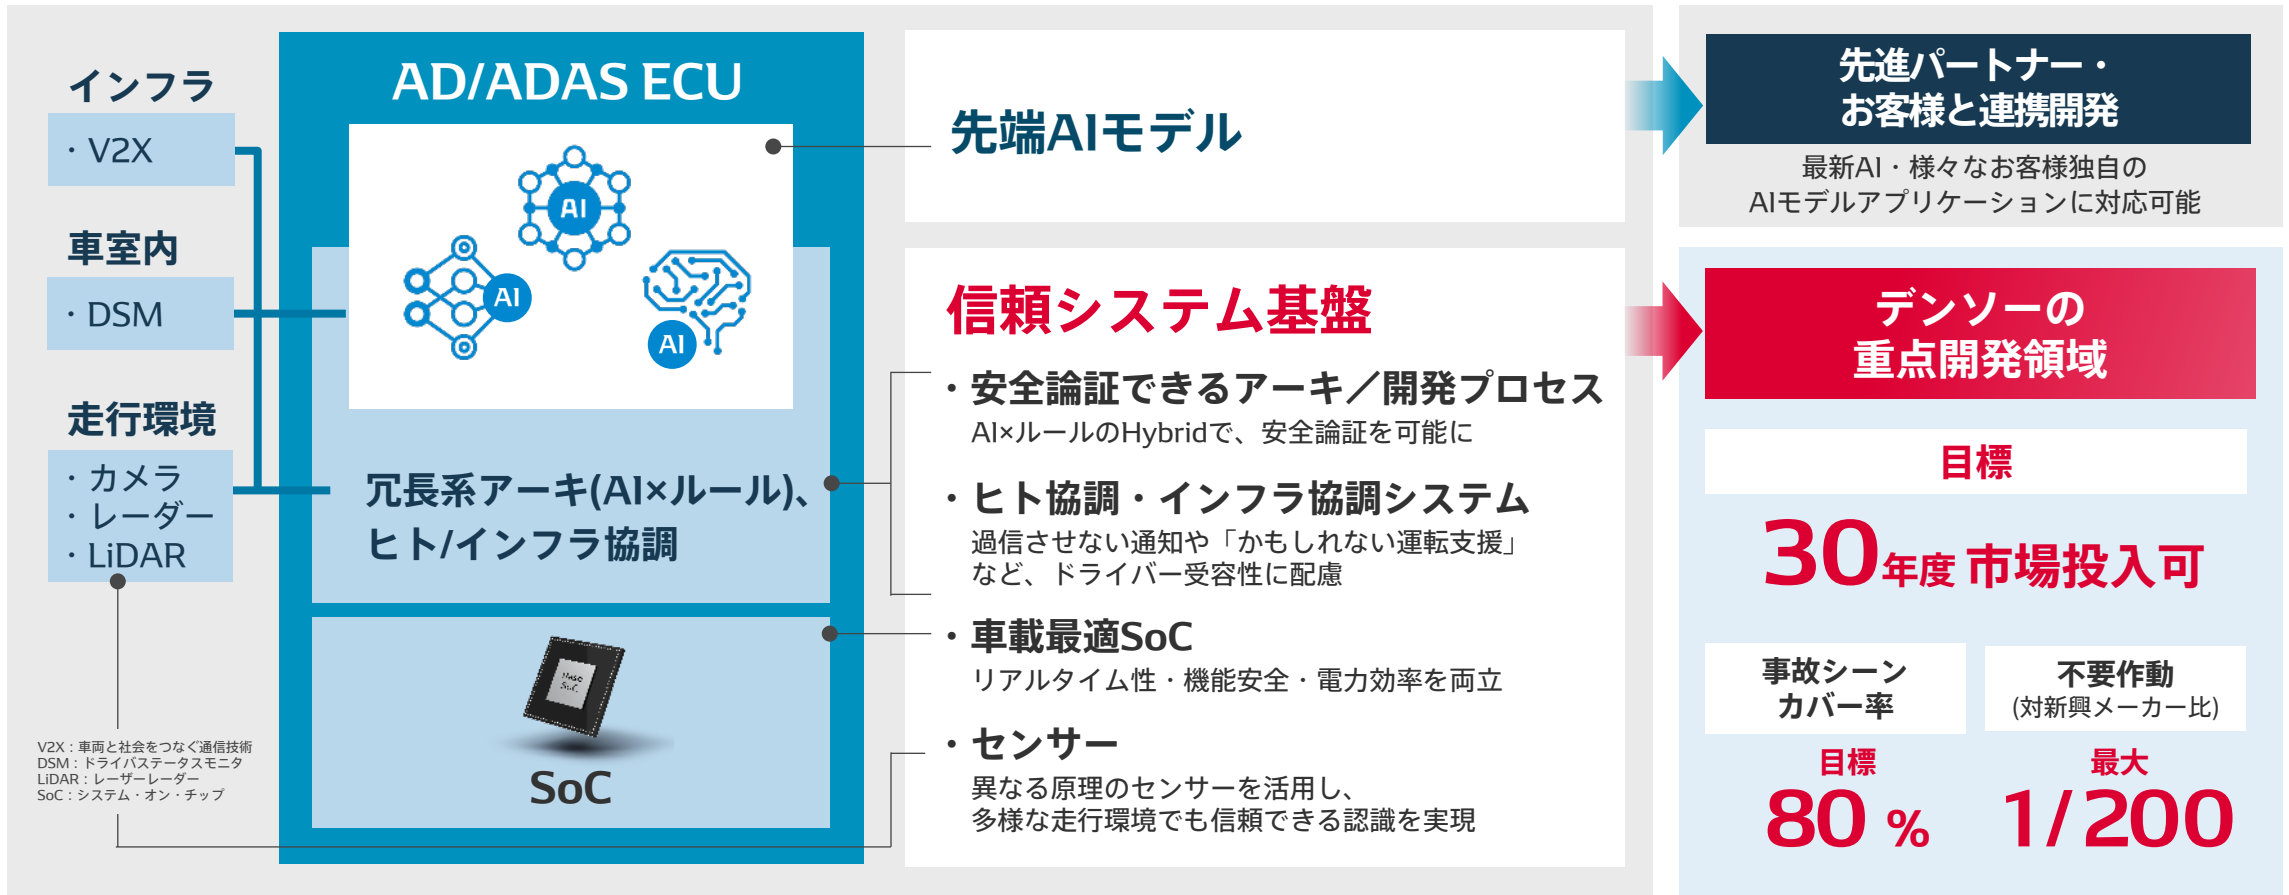 インフラ
・V2X
車室内
・DSM
走行環境
・カメラ
・レーダー
・LiDAR
V2X：車両と社会をつなぐ通信技術
DSM：ドライバステータスモニタ
LiDAR：レーザーレーダー
SoC：システム・オン・チップ
AD/ADAS ECU
AI
AI
AI
冗長系アーキ(AI×ルール)、
ヒト/インフラ協調
SoC
SoC
先端AIモデル
信頼システム基盤
・安全論証できるアーキ／開発プロセス
AI×ルールのHybridで、安全論証を可能に
・ヒト協調・インフラ協調システム
過信させない通知や「かもしれない運転支援」
など、ドライバー受容性に配慮
・車載最適SoC
リアルタイム性・機能安全・電力効率を両立
・センサー
異なる原理のセンサーを活用し、
多様な走行環境でも信頼できる認識を実現
先進パートナー・
お客様と連携開発
最新AI・様々なお客様独自の
AIモデルアプリケーションに対応可能
デンソーの
重点開発領域
目標
30年度 市場投入可
事故シーン
カバー率
目標
80 %
不要作動
(対新興メーカー比)
最大
1/200